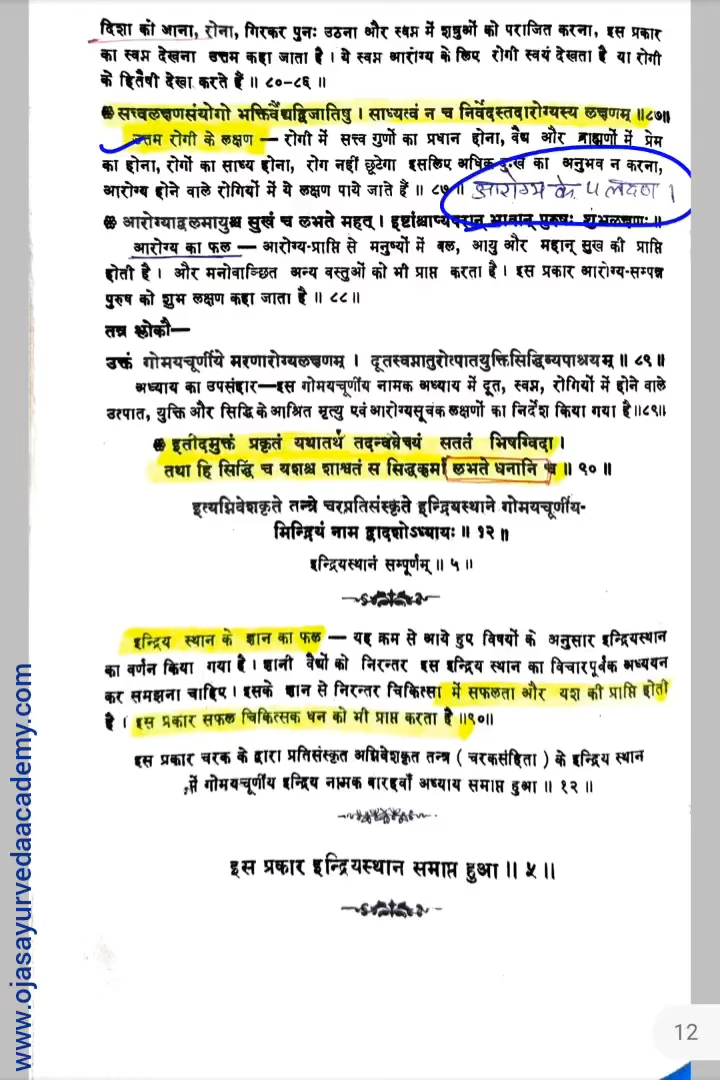 दिशा को आना, रोना, गिरकर पुनः उठना और स्वप्न में शत्रुओं को पराजित करना, इस प्रकार
का स्वप्न देखना उत्तम कहा जाता है। ये स्वप्न आरोग्य के लिए रोगी स्वयं देखता है या रोगी
के हितैषी देखा करते हैं॥ ८०-८६॥
सत्त्वलक्षणसंयोगो भक्तिर्वैद्यद्विजातिषु। साध्यत्वं न च निर्वेदस्तदारोग्यस्य लक्षणम्॥८७॥
उत्तम रोगी के लक्षण — रोगी में सत्त्व गुणों का प्रधान होना, वैद्य और ब्राह्मणों में प्रेम
का होना, रोगों का साध्य होना, रोग नहीं छूटेगा इसलिए अधिक दुःख का अनुभव न करना,
आरोग्य होने वाले रोगियों में ये लक्षण पाये जाते हैं॥ ८७॥ आरोग्य के ५ लक्षण।
आरोग्याद्बलमायुश्च सुखं च लभते महत्। इष्टांश्चाप्यपरान् भावान् पुरुषः शुभलक्षणः॥
आरोग्य का फल — आरोग्य-प्राप्ति से मनुष्यों में बल, आयु और महान् सुख की प्राप्ति
होती है। और मनोवाञ्छित अन्य वस्तुओं को भी प्राप्त करता है। इस प्रकार आरोग्य-सम्पन्न
पुरुष को शुभ लक्षण कहा जाता है॥ ८८॥
तत्र श्लोकौ—
उक्तं गोमयचूर्णीये मरणारोग्यलक्षणम्। दूतस्वप्नातुरोत्पातयुक्तिसिद्धिव्यपाश्रयम्॥ ८९॥
अध्याय का उपसंहार—इस गोमयचूर्णीय नामक अध्याय में दूत, स्वप्न, रोगियों में होने वाले
उत्पात, युक्ति और सिद्धि के आश्रित मृत्यु एवं आरोग्यसूचक लक्षणों का निर्देश किया गया है॥८९॥
इतीदमुक्तं प्रकृतं यथातथं तदन्ववेक्ष्यं सततं भिषग्विदा।
तथा हि सिद्धिं च यशश्च शाश्वतं स सिद्धकर्मा लभते धनानि च॥ ९०॥
इत्यग्निवेशकृते तन्त्रे चरकप्रतिसंस्कृते इन्द्रियस्थाने गोमयचूर्णीय-
मिन्द्रियं नाम द्वादशोऽध्यायः॥ १२॥
इन्द्रियस्थानं सम्पूर्णम्॥ ५॥
इन्द्रिय स्थान के ज्ञान का फल — यह क्रम से आये हुए विषयों के अनुसार इन्द्रियस्थान
का वर्णन किया गया है। ज्ञानी वैद्यों को निरन्तर इस इन्द्रिय स्थान का विचारपूर्वक अध्ययन
कर समझना चाहिए। इसके ज्ञान से निरन्तर चिकित्सा में सफलता और यश की प्राप्ति होती
है। इस प्रकार सफल चिकित्सक धन को भी प्राप्त करता है॥९०॥
इस प्रकार चरक के द्वारा प्रतिसंस्कृत अग्निवेशकृत तन्त्र (चरकसंहिता) के इन्द्रिय स्थान
में गोमयचूर्णीय इन्द्रिय नामक बारहवाँ अध्याय समाप्त हुआ॥ १२॥
इस प्रकार इन्द्रियस्थान समाप्त हुआ॥ ५॥
www.ojasayurvedaacademy.com
12